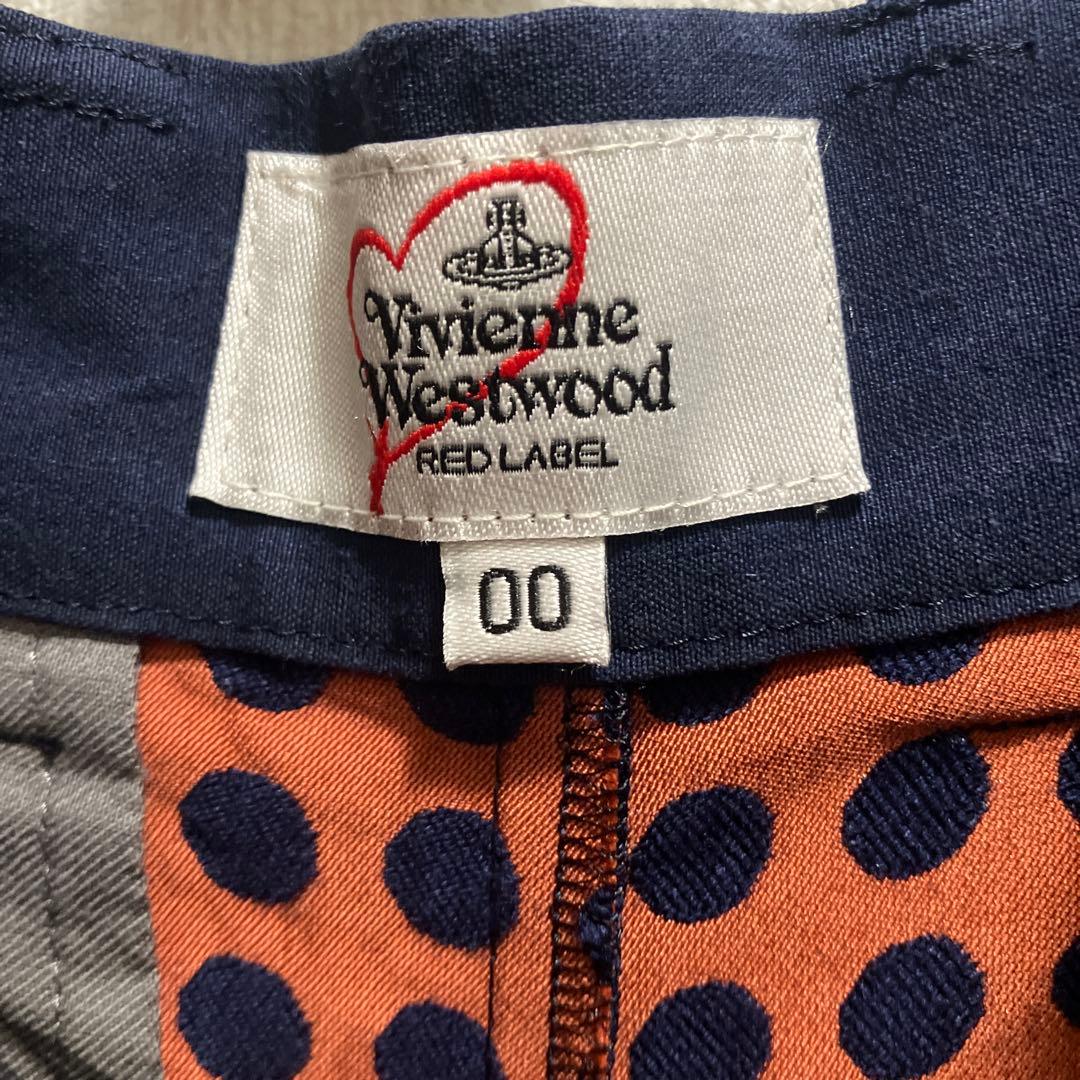 Vivienne
Westwood
RED LABEL
00